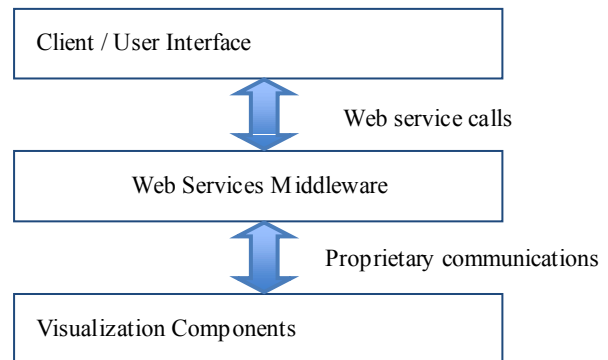 Client / User Interface
Web service calls
Web Services Middleware
Proprietary communications
Visualization Components